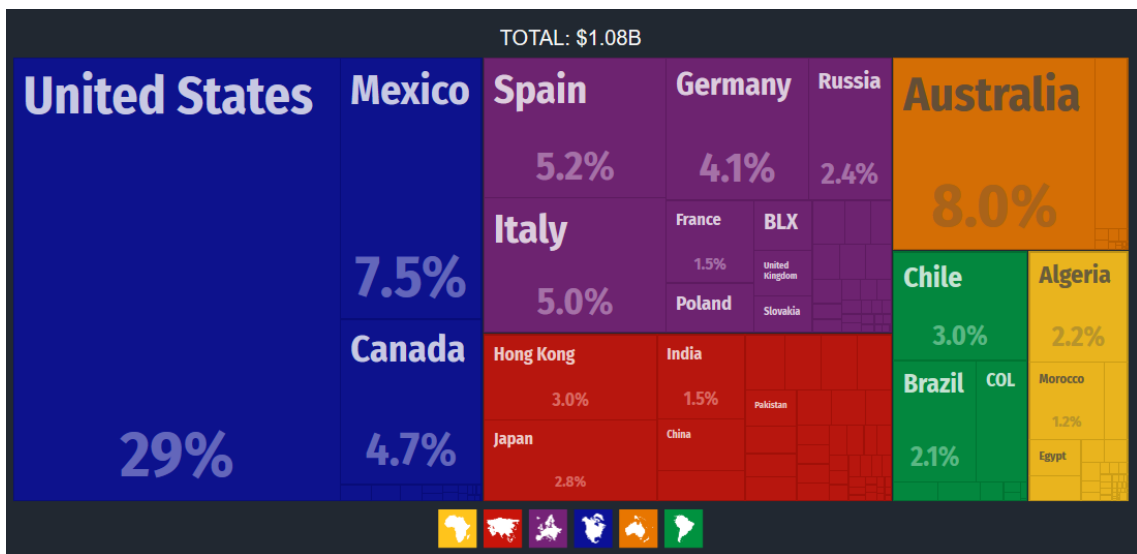 TOTAL: $1.08B
United States
29%
Mexico
7.5%
Canada
4.7%
Spain
5.2%
Italy
5.0%
Germany
4.1%
Russia
2.4%
France
1.5%
BLX
United
Kingdom
Poland
Slovakia
Hong Kong
3.0%
Japan
2.8%
India
1.5%
China
Pakistan
Australia
8.0%
Chile
3.0%
Brazil
2.1%
COL
Algeria
2.2%
Morocco
1.2%
Egypt